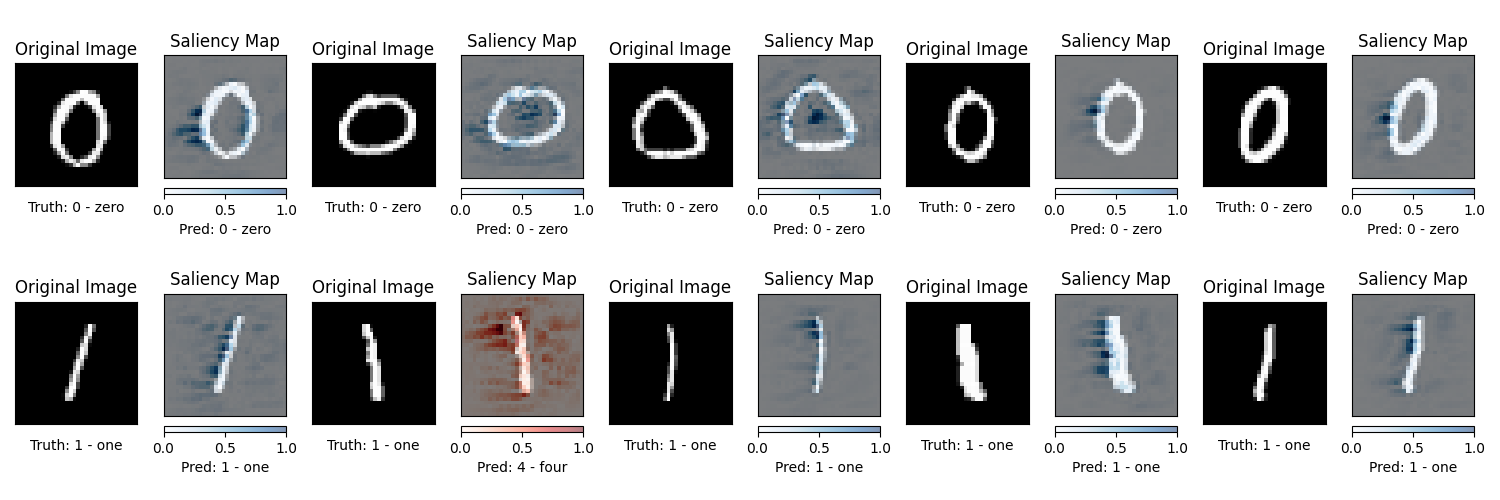 Original Image Saliency Map Original Image Saliency Map Original Image Saliency Map Original Image Saliency Map Original Image Saliency Map
Truth: 0 - zero Truth: 0 - zero Truth: 0 - zero Truth: 0 - zero Truth: 0 - zero
0.0 0.5 1.0 0.0 0.5 1.0 0.0 0.5 1.0 0.0 0.5 1.0 0.0 0.5 1.0
Pred: 0 - zero Pred: 0 - zero Pred: 0 - zero Pred: 0 - zero Pred: 0 - zero
Original Image Saliency Map Original Image Saliency Map Original Image Saliency Map Original Image Saliency Map Original Image Saliency Map
Truth: 1 - one Truth: 1 - one Truth: 1 - one Truth: 1 - one Truth: 1 - one
0.0 0.5 1.0 0.0 0.5 1.0 0.0 0.5 1.0 0.0 0.5 1.0 0.0 0.5 1.0
Pred: 1 - one Pred: 4 - four Pred: 1 - one Pred: 1 - one Pred: 1 - one